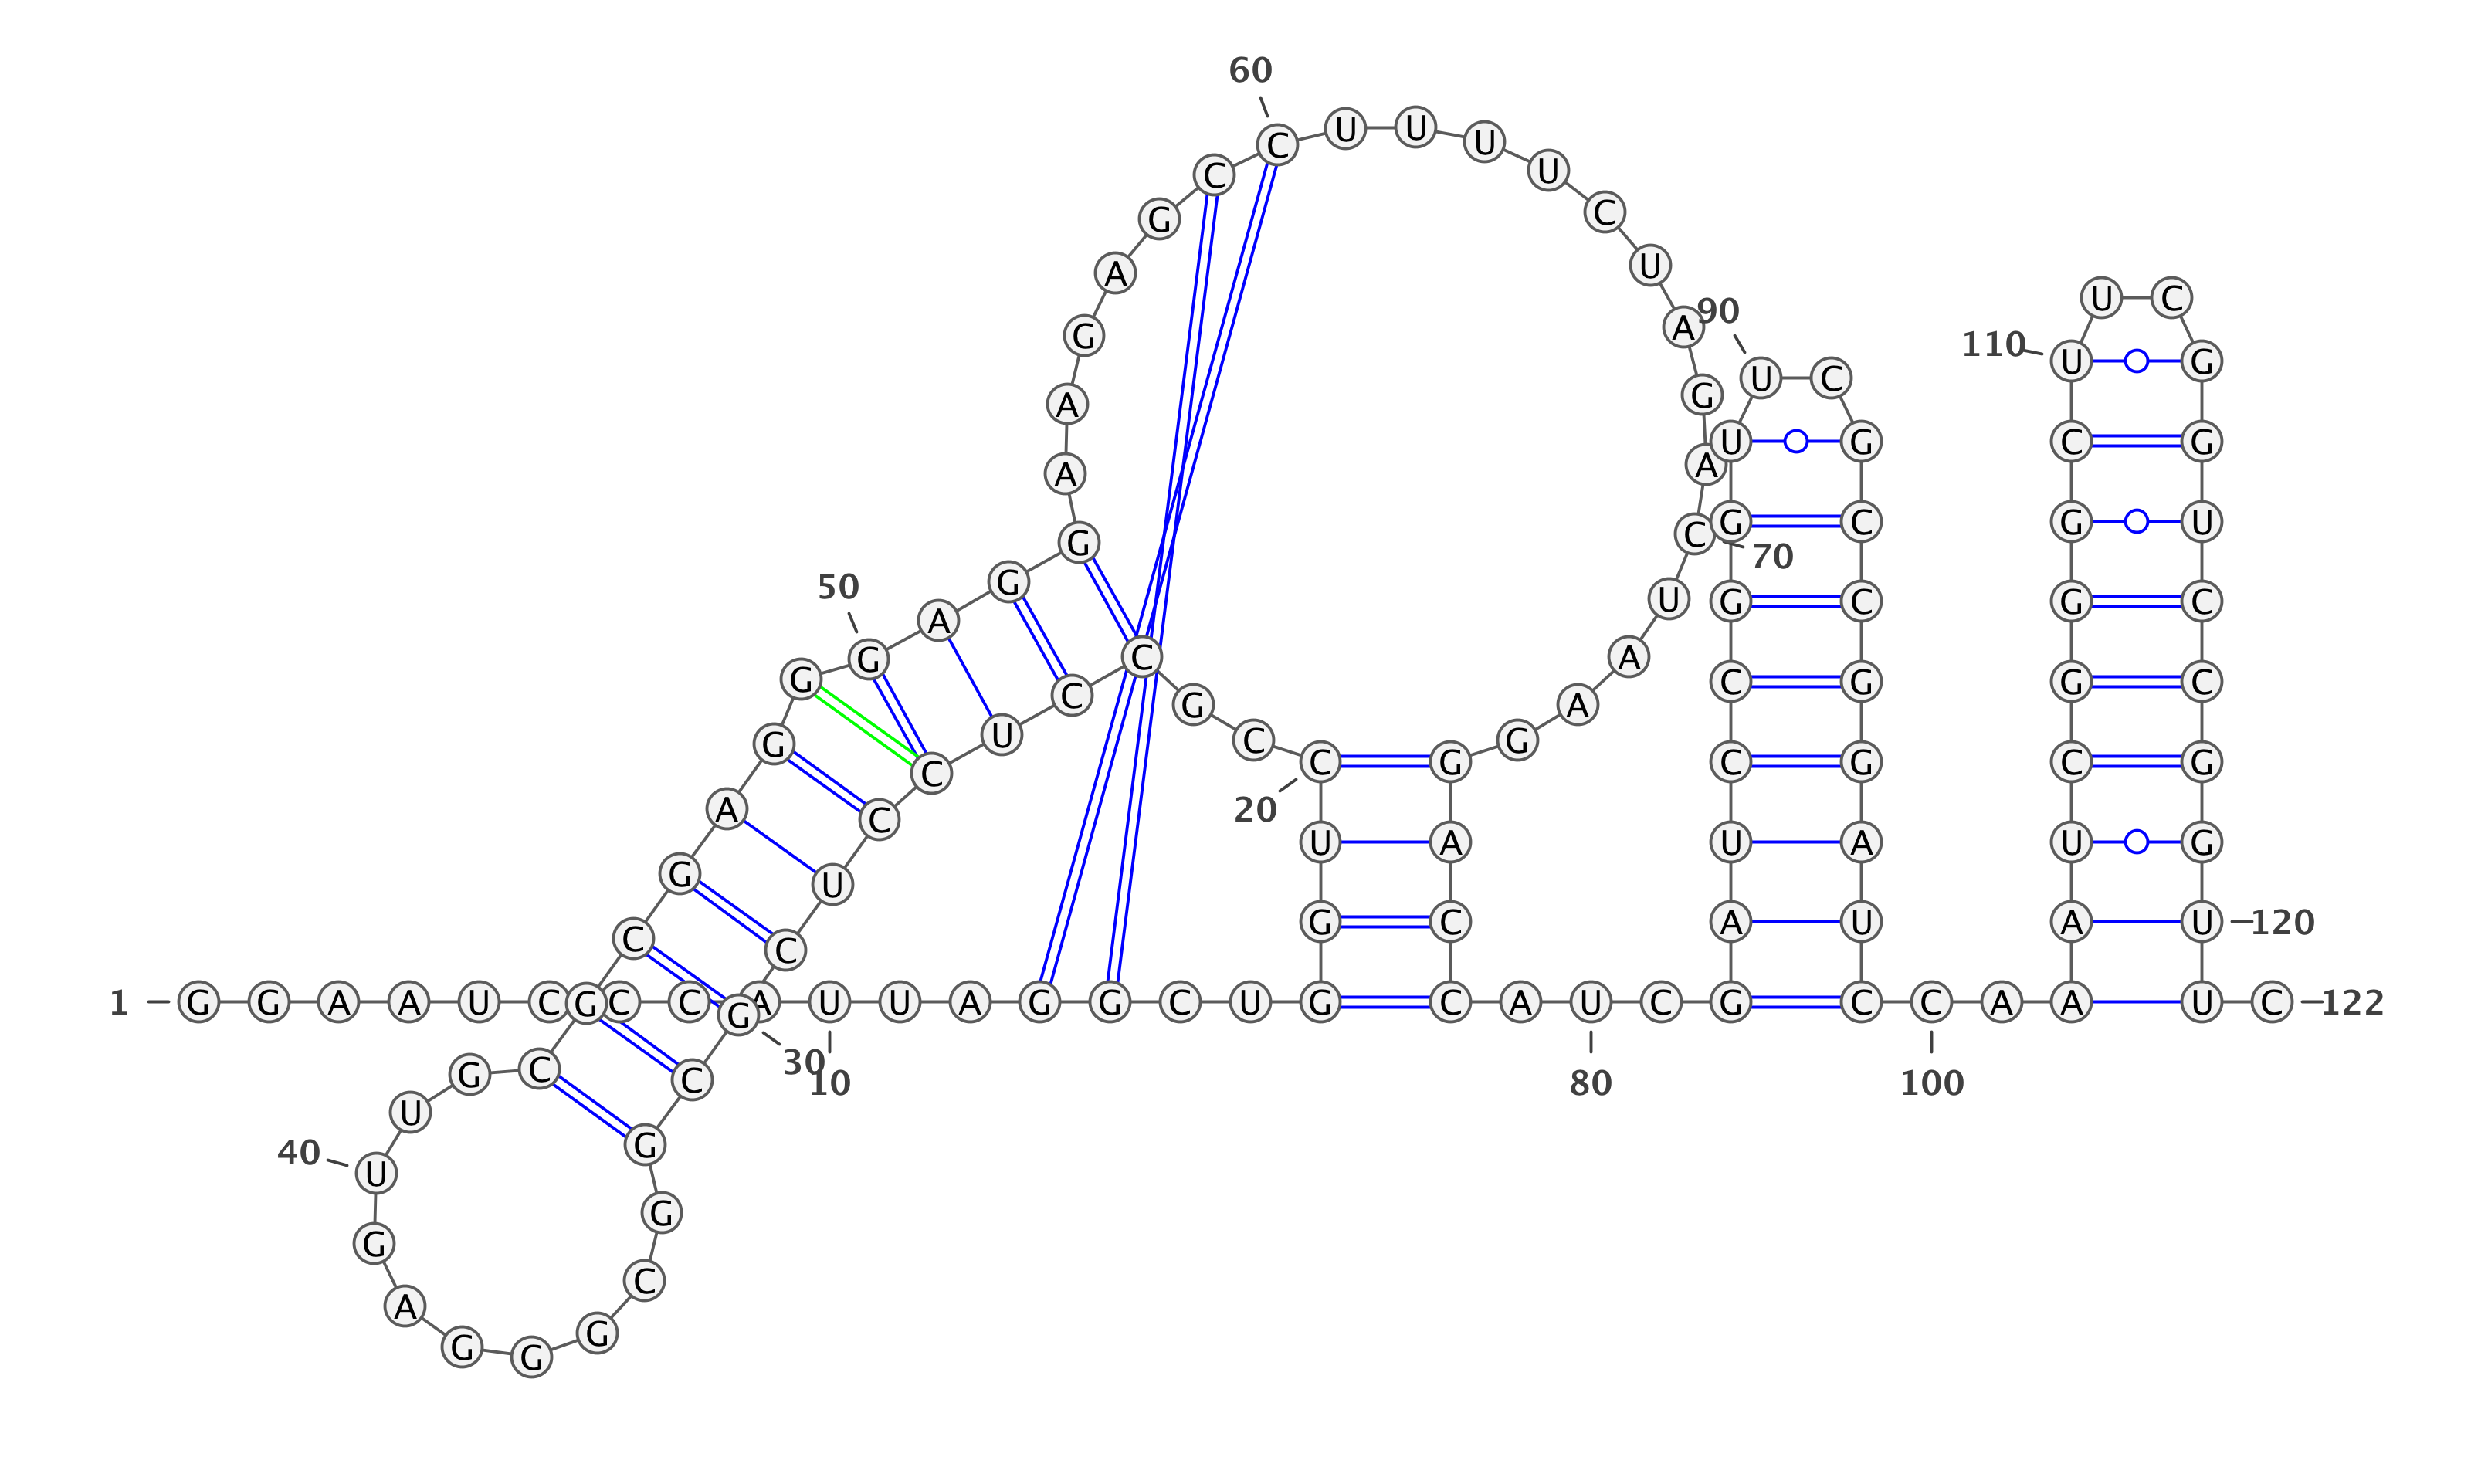 60
C U U U
C U
G C
A U
U C
90
G A
110 U G
U C
A G
U G C G
A A
G C G U
G C
70
G 50
U G C G C
A
G C A
G C C G G C
G A
G U C G
C C G C G C G
A C 20
U A U A U G
G U
C C G C A U A U 120
1 G G A A U C G C C G A U U A G G C U G C A U C G C C A A A U C 122
G C C 30
10 80 100
U
40 G
U
G
G
C
A
G
G G